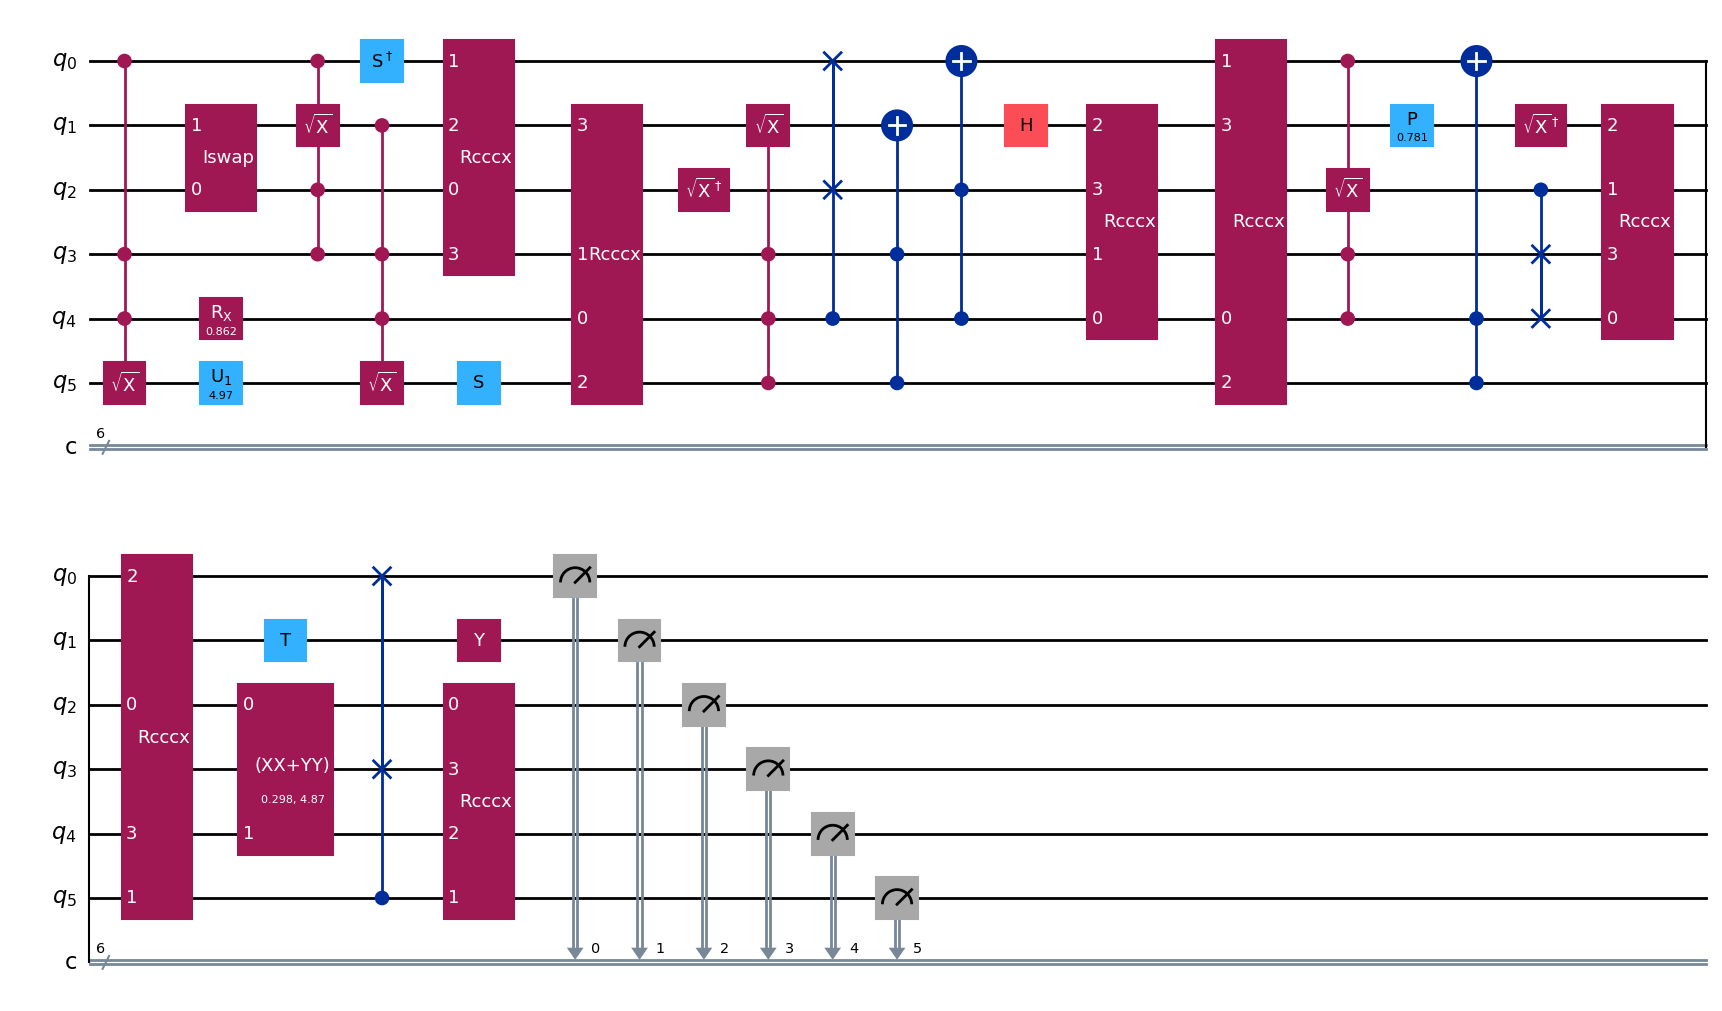 q0 S† 1 2 1
q1 1 √X 3 √X H 2 3 P 0.781 √X† 2
Iswap Rcccx
q2 0 0 √X† 3 √X 1
Rcccx Rcccx Rcccx
q3 3 1 Rcccx 1 3
q4 RX 0.862 0 0 0 0
q5 √X U1 4.97 √X S 2 2
6
c
q0 2
q1 T Y
q2 0 0 0
Rcccx
q3 (XX+YY) 3
0.298, 4.87 Rcccx
q4 3 1 2
q5 1 1
6 0 1 2 3 4 5
c